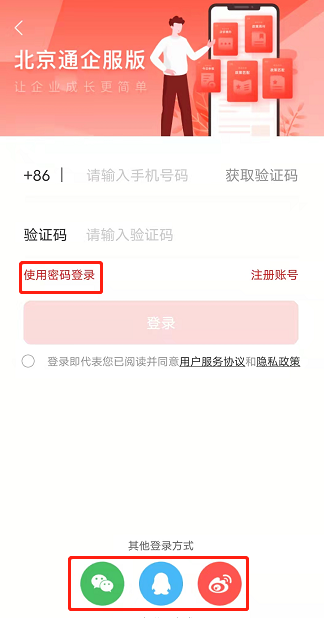 北京通企服版
让企业成长更简单
+86 请输入手机号码 获取验证码
验证码 请输入验证码
使用密码登录 注册账号
登录
登录即代表您已阅读并同意用户服务协议和隐私政策
其他登录方式